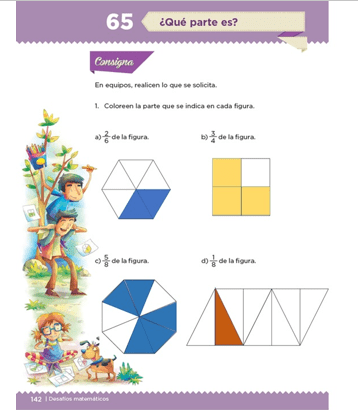 65 ¿Qué parte es?
Consigna
En equipos, realicen lo que se solicita.
1. Coloreen la parte que se indica en cada figura.
a) 2/6 de la figura. b) 3/4 de la figura.
c) 5/8 de la figura. d) 1/8 de la figura.
142 | Desafíos matemáticos